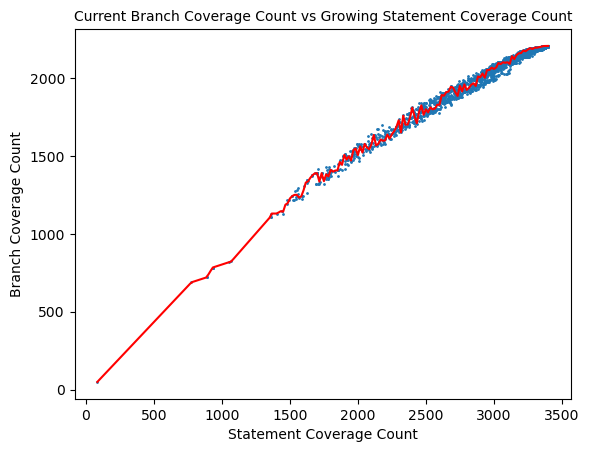 Current Branch Coverage Count vs Growing Statement Coverage Count
2000
1500
1000
500
0
Branch Coverage Count
0 500 1000 1500 2000 2500 3000 3500
Statement Coverage Count